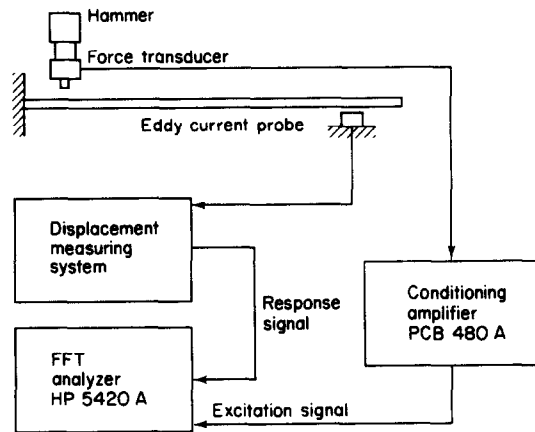 Hammer
Force transducer
Eddy current probe
Displacement
measuring
system
Response
signal
Conditioning
amplifier
PCB 480 A
FFT
analyzer
HP 5420 A
Excitation signal